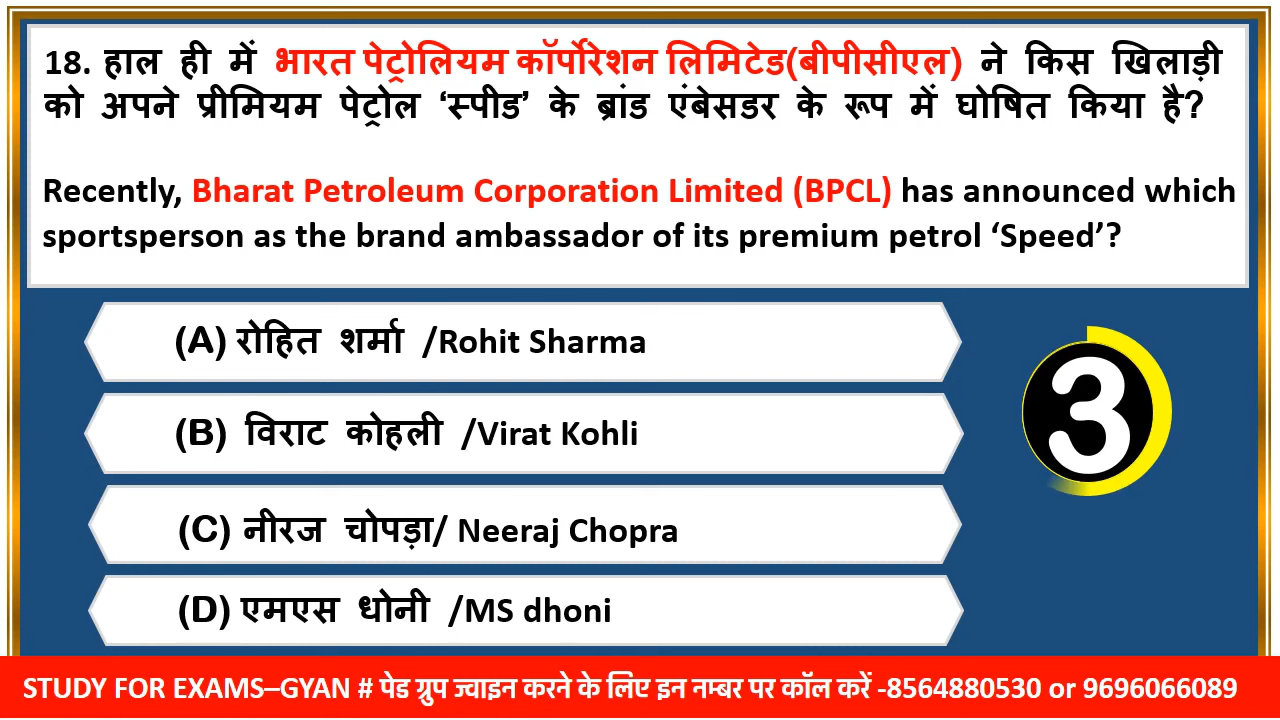 18. हाल ही में भारत पेट्रोलियम कॉर्पोरेशन लिमिटेड(बीपीसीएल) ने किस खिलाड़ी
को अपने प्रीमियम पेट्रोल ‘स्पीड’ के ब्रांड एंबेसडर के रूप में घोषित किया है?
Recently, Bharat Petroleum Corporation Limited (BPCL) has announced which
sportsperson as the brand ambassador of its premium petrol ‘Speed’?
(A) रोहित शर्मा /Rohit Sharma
(B) विराट कोहली /Virat Kohli
(C) नीरज चोपड़ा/ Neeraj Chopra
(D) एमएस धोनी /MS dhoni
3
STUDY FOR EXAMS–GYAN # पेड ग्रुप ज्वाइन करने के लिए इन नम्बर पर कॉल करें -8564880530 or 9696066089